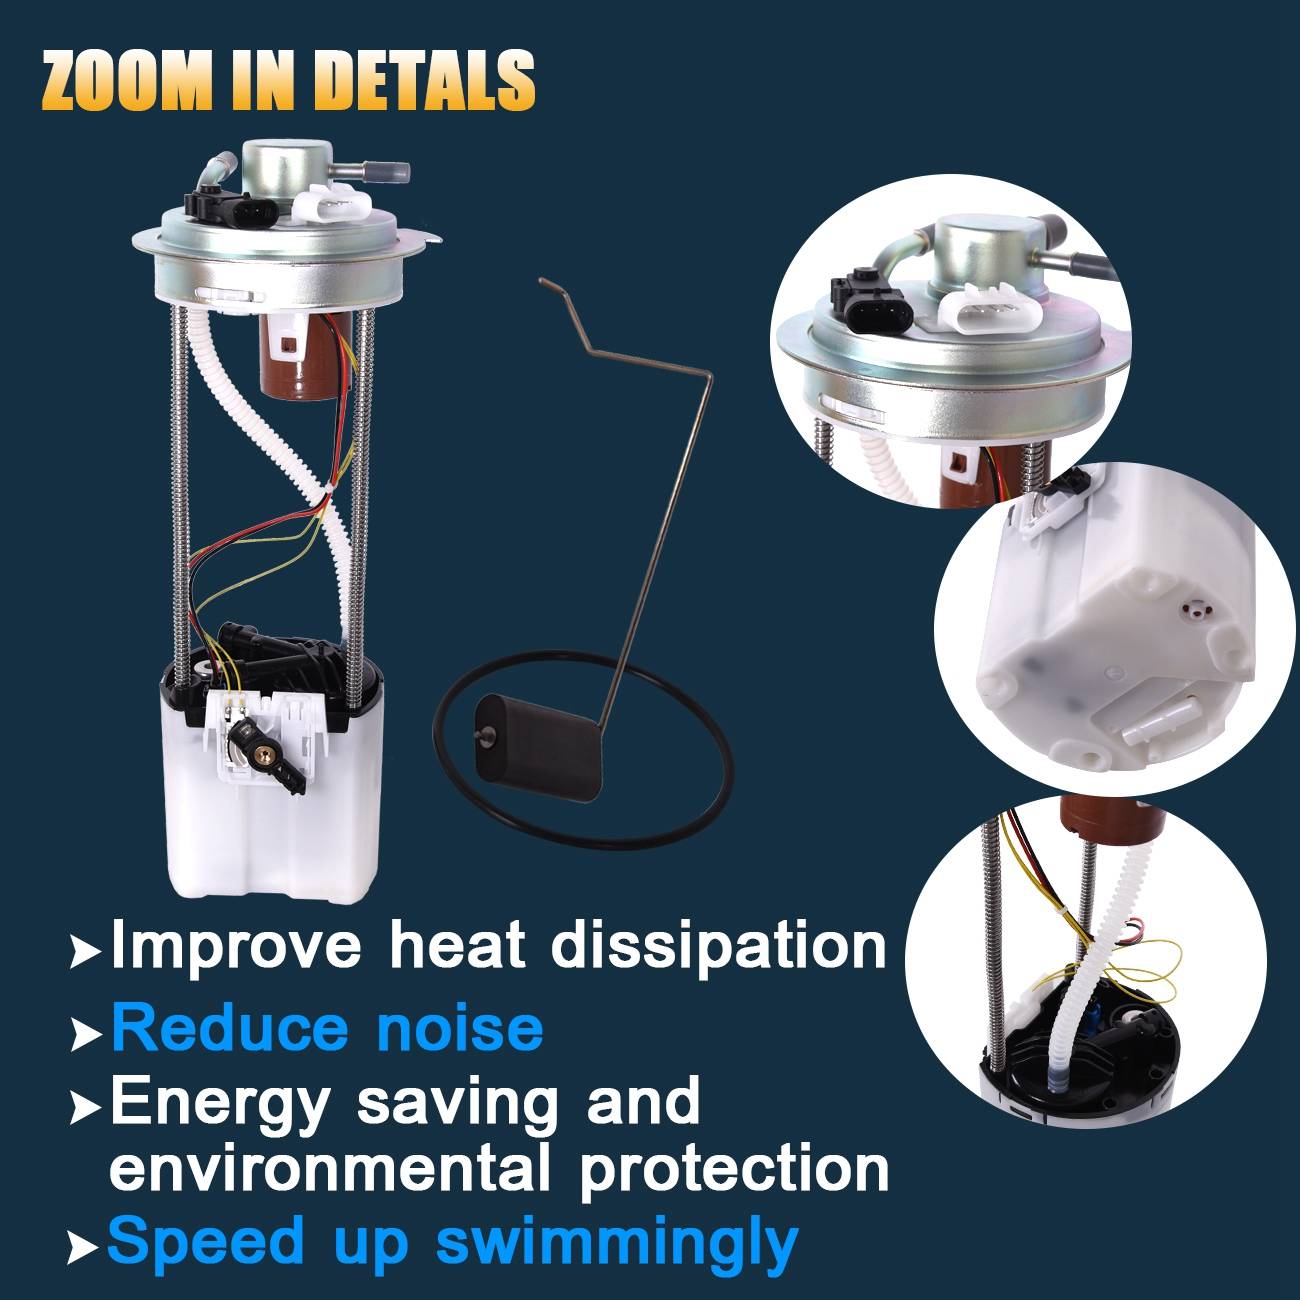 ZOOM IN DETALS
➤Improve heat dissipation
➤Reduce noise
➤Energy saving and
environmental protection
➤Speed up swimmingly